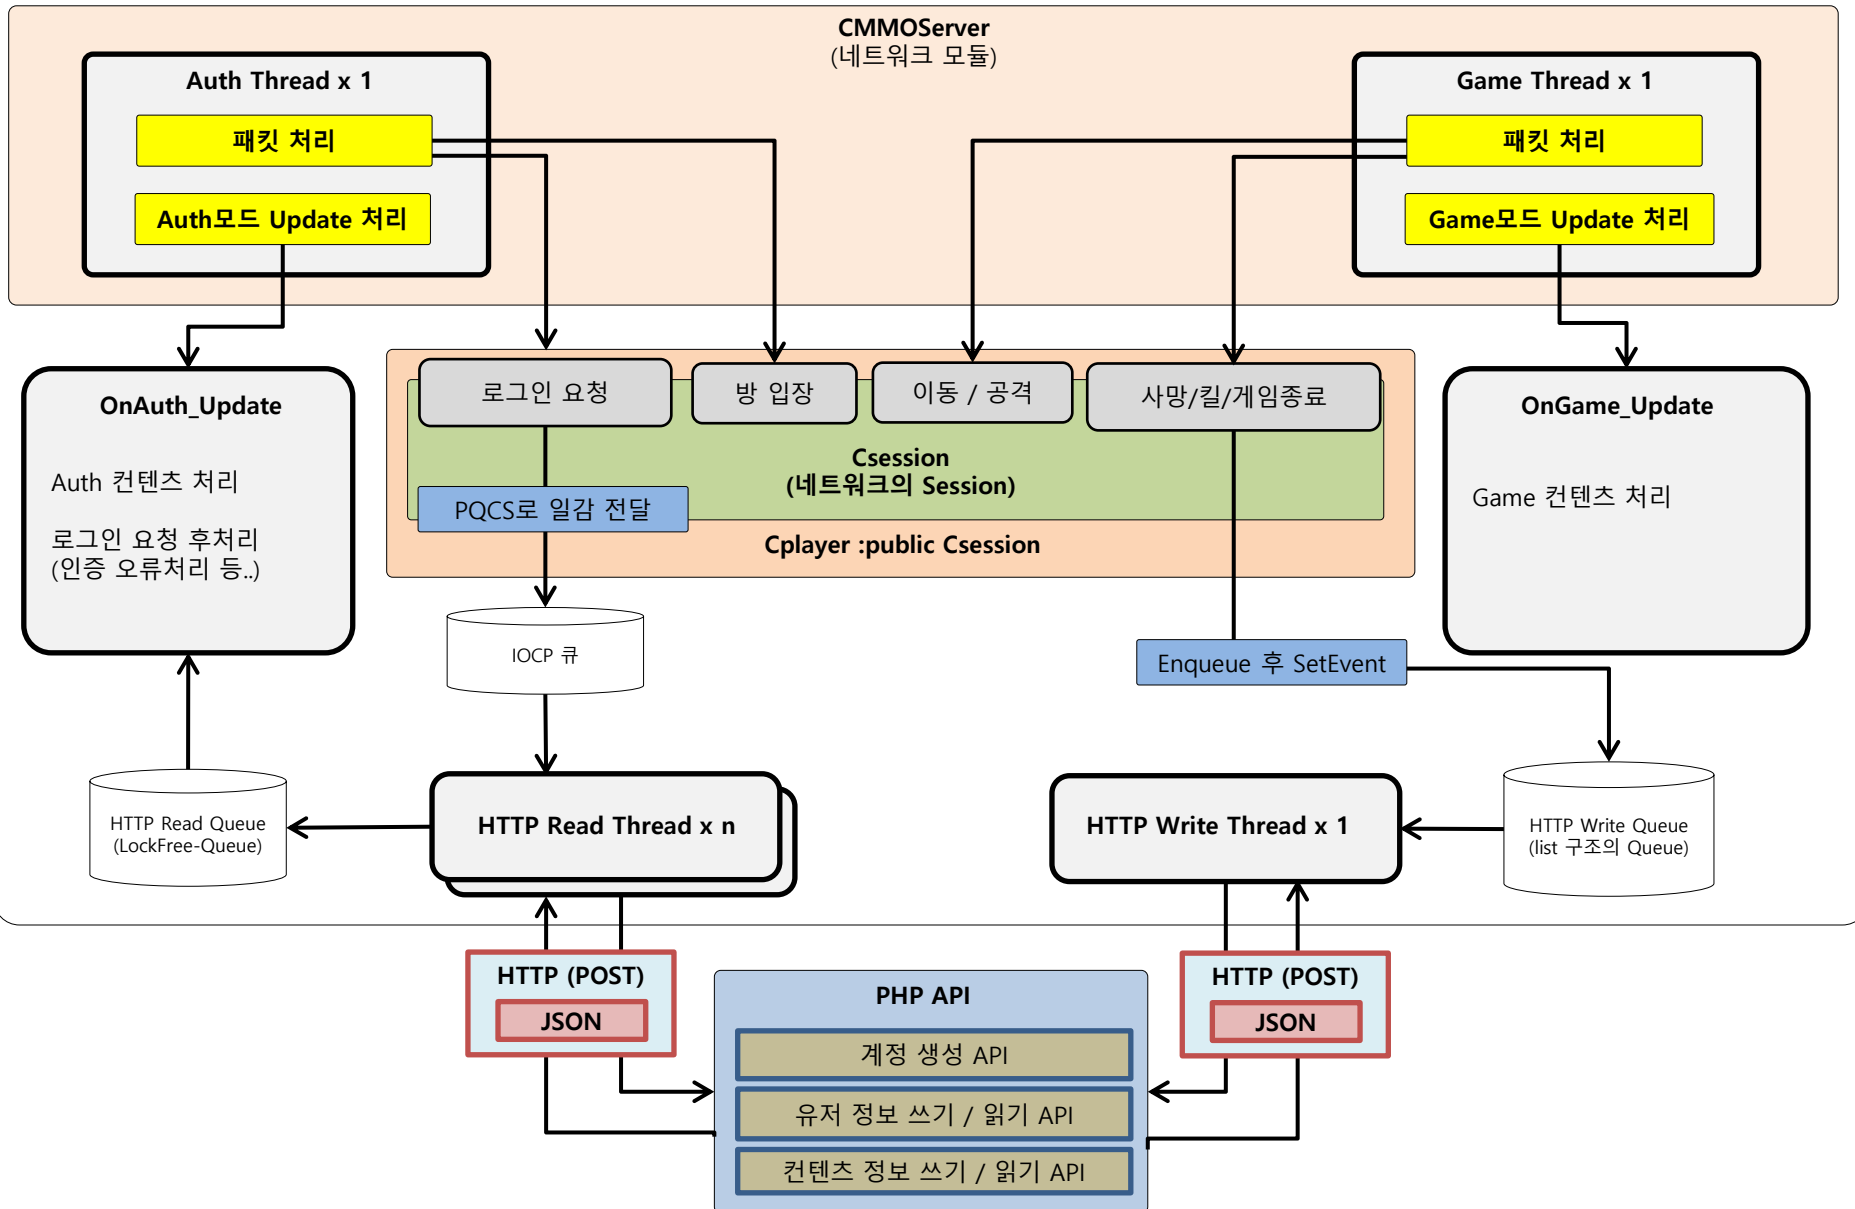 CMMOServer
(네트워크 모듈)
Auth Thread x 1
패킷 처리
Auth모드 Update 처리
Game Thread x 1
패킷 처리
Game모드 Update 처리
OnAuth_Update
Auth 컨텐츠 처리
로그인 요청 후처리
(인증 오류처리 등..)
로그인 요청
방 입장
이동 / 공격
사망/킬/게임종료
Csession
(네트워크의 Session)
PQCS로 일감 전달
Cplayer :public Csession
OnGame_Update
Game 컨텐츠 처리
IOCP 큐
Enqueue 후 SetEvent
HTTP Read Queue
(LockFree-Queue)
HTTP Read Thread x n
HTTP Write Thread x 1
HTTP Write Queue
(list 구조의 Queue)
HTTP (POST)
JSON
PHP API
계정 생성 API
유저 정보 쓰기 / 읽기 API
컨텐츠 정보 쓰기 / 읽기 API
HTTP (POST)
JSON